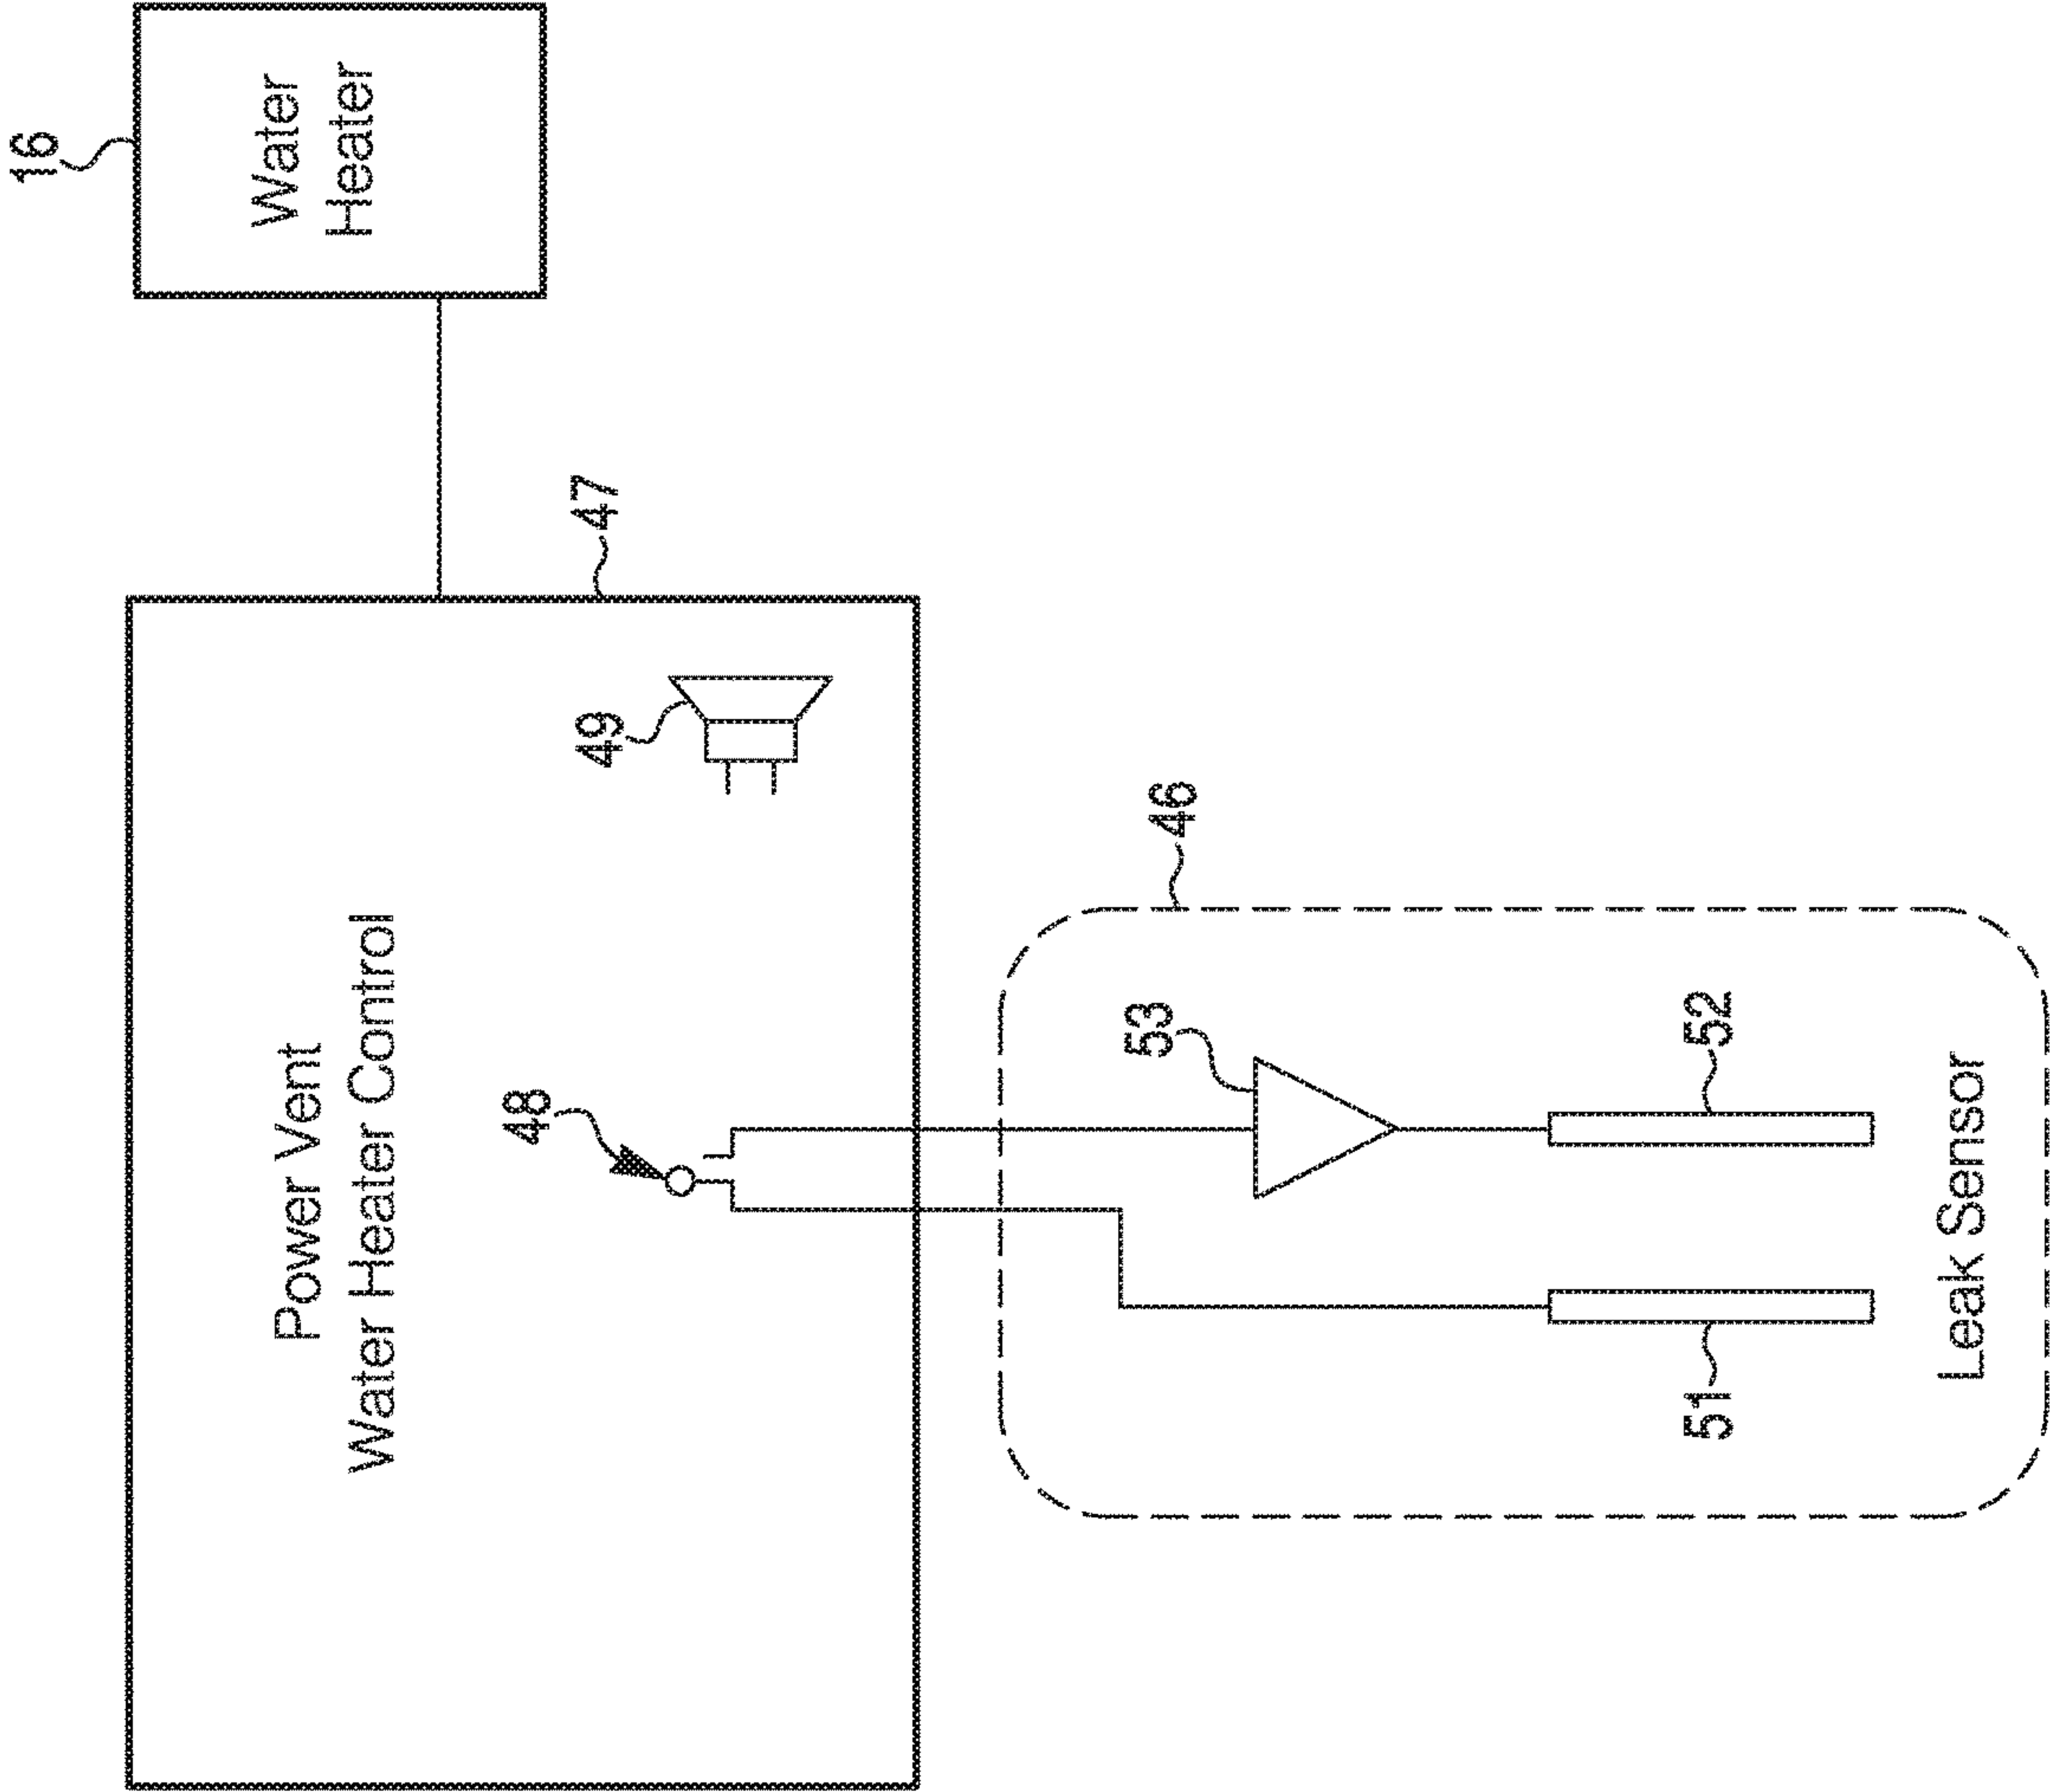 16
Water
Heater
47
Power Vent
Water Heater Control
49
48
46
53
52
51
Leak Sensor